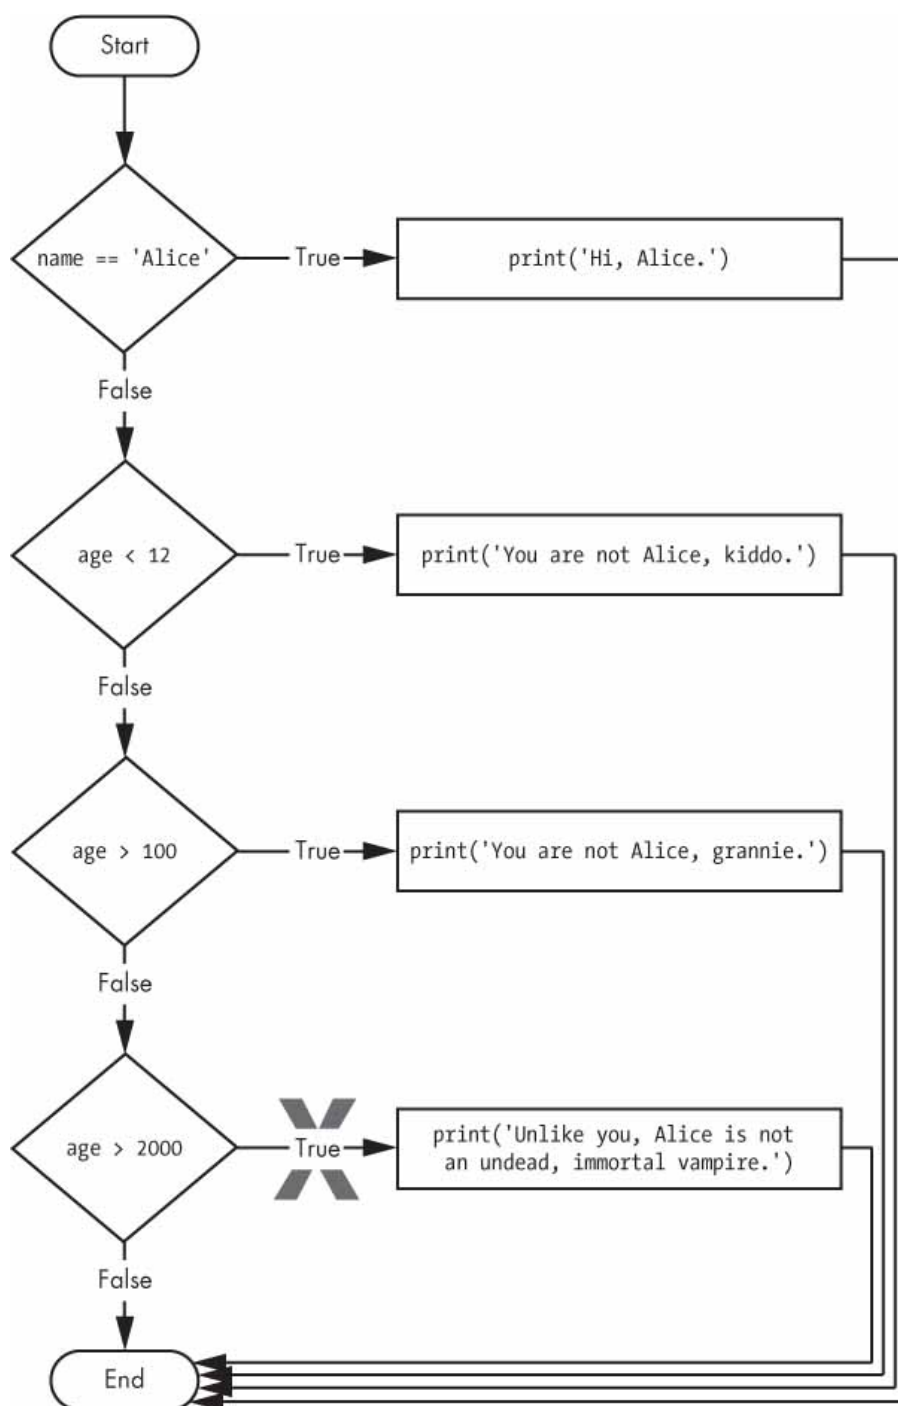 Start
name == 'Alice'
True
print('Hi, Alice.')
False
age < 12
True
print('You are not Alice, kiddo.')
False
age > 100
True
print('You are not Alice, grannie.')
False
age > 2000
True
print('Unlike you, Alice is not
an undead, immortal vampire.')
False
End